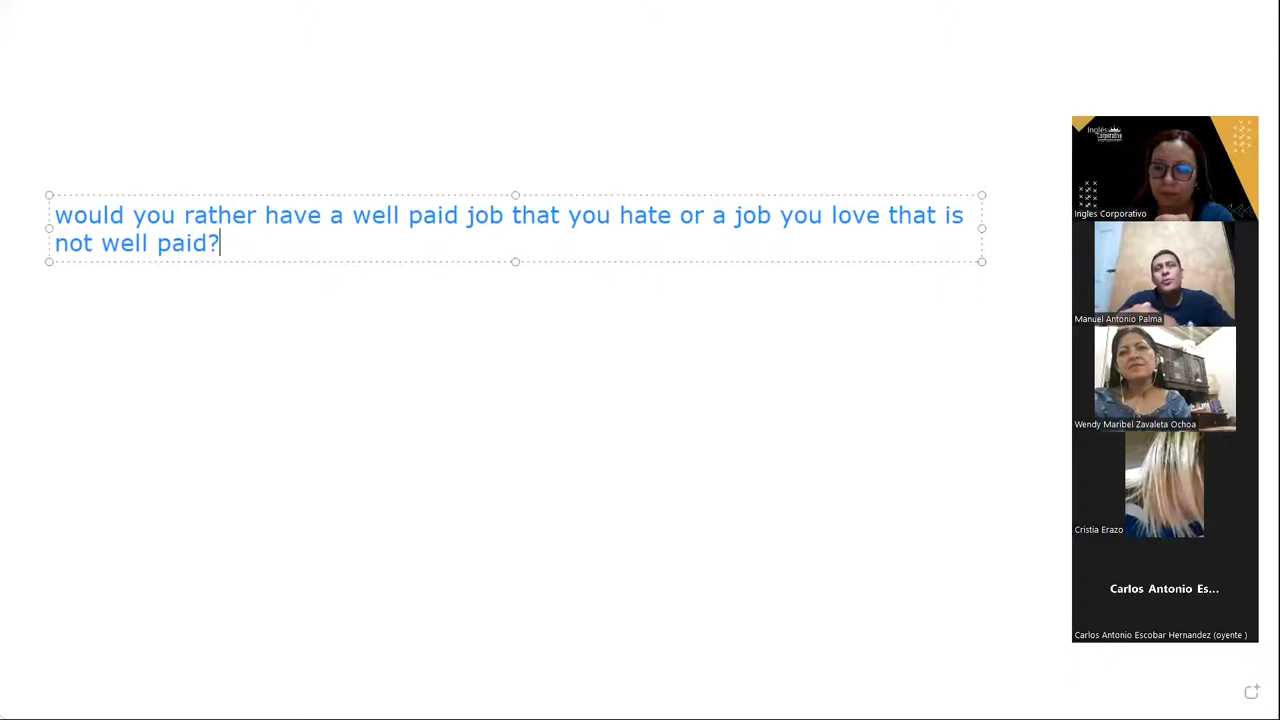 would you rather have a well paid job that you hate or a job you love that is
not well paid?
Inglés
Corporativo
Ingles Corporativo
Manuel Antonio Palma
Wendy Maribel Zavaleta Ochoa
Cristia Erazo
Carlos Antonio Es...
Carlos Antonio Escobar Hernandez (oyente )